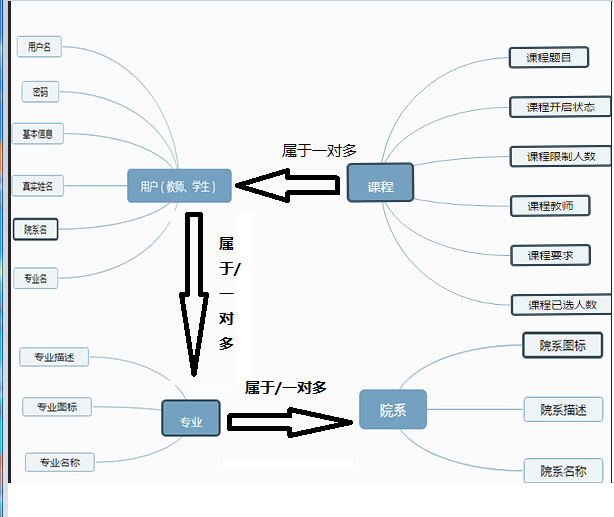 用户名
密码
基本信息
真实姓名
院系名
专业名
用户（教师、学生）
属于一对多
课程
课程题目
课程开启状态
课程限制人数
课程教师
课程要求
课程已选人数
属
于/
一
对
多
专业描述
专业图标
专业名称
专业
属于/一对多
院系
院系图标
院系描述
院系名称